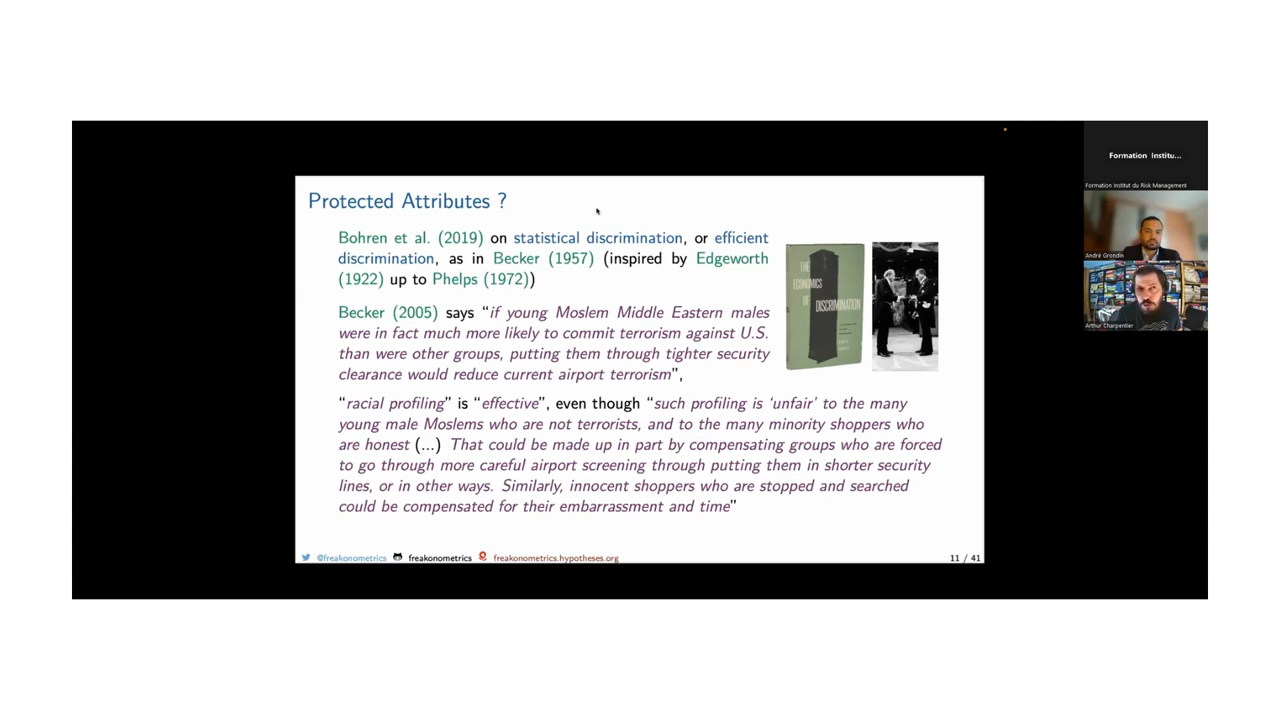 Protected Attributes ?
Bohren et al. (2019) on statistical discrimination, or efficient
discrimination, as in Becker (1957) (inspired by Edgeworth
(1922) up to Phelps (1972))
Becker (2005) says “if young Moslem Middle Eastern males
were in fact much more likely to commit terrorism against U.S.
than were other groups, putting them through tighter security
clearance would reduce current airport terrorism”,
“racial profiling” is “effective”, even though “such profiling is ‘unfair’ to the many
young male Moslems who are not terrorists, and to the many minority shoppers who
are honest (...) That could be made up in part by compensating groups who are forced
to go through more careful airport screening through putting them in shorter security
lines, or in other ways. Similarly, innocent shoppers who are stopped and searched
could be compensated for their embarrassment and time”
THE
ECONOMICS
OF DISCRIMINATION
@freakonometrics freakonometrics freakonometrics.hypotheses.org 11 / 41
Formation Institu...
Formation Institut du Risk Management
André Grondin
Arthur Charpentier